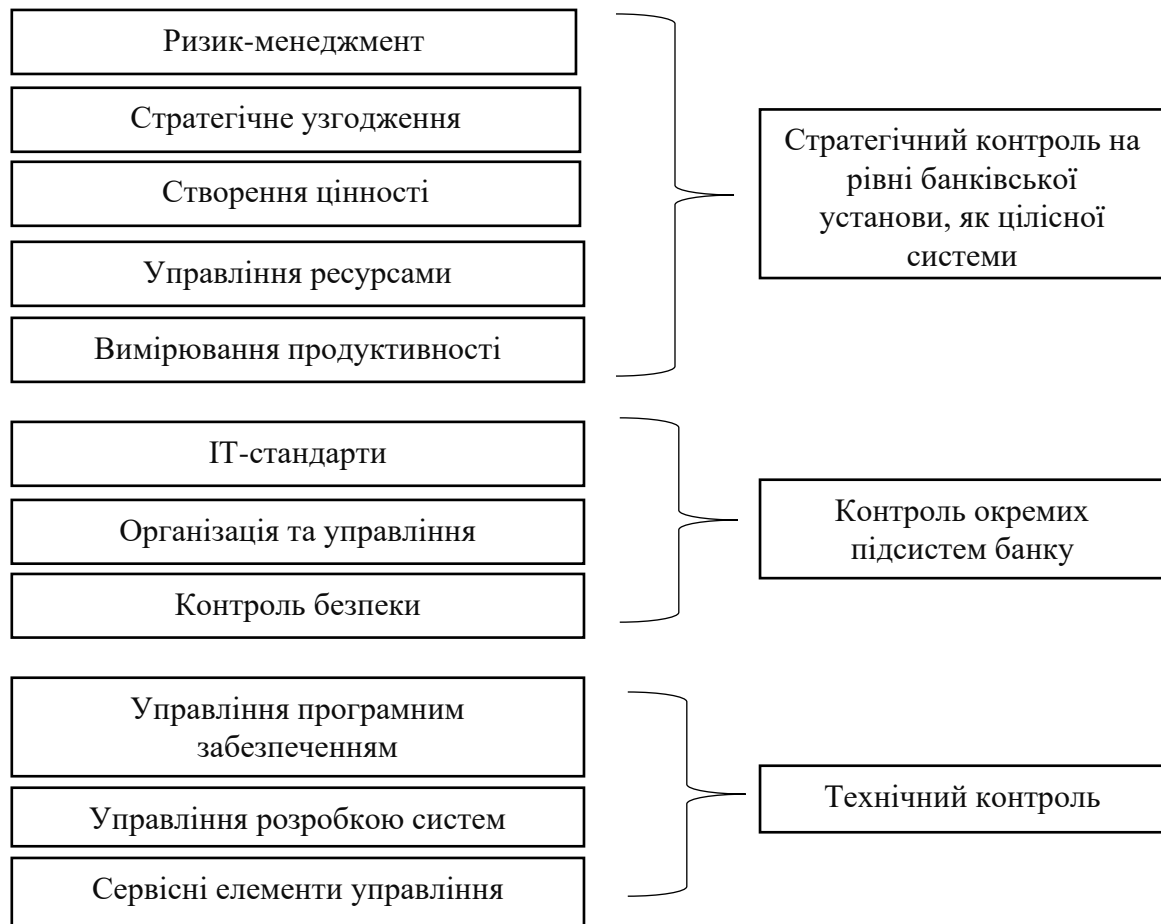 Ризик-менеджмент
Стратегічне узгодження
Створення цінності
Управління ресурсами
Вимірювання продуктивності
Стратегічний контроль на
рівні банківської
установи, як цілісної
системи
ІТ-стандарти
Організація та управління
Контроль безпеки
Контроль окремих
підсистем банку
Управління програмним
забезпеченням
Управління розробкою систем
Сервісні елементи управління
Технічний контроль